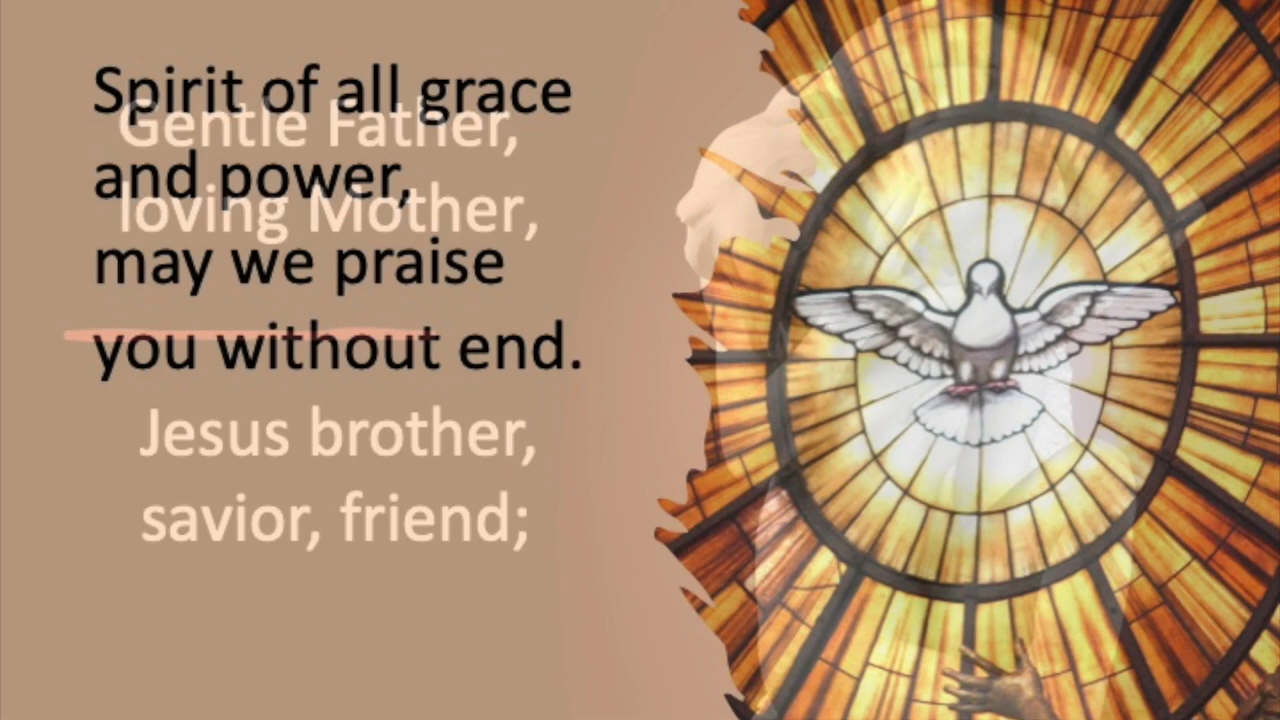 Spirit of all grace
Gentle Father,
and power,
loving Mother,
may we praise
you without end.
Jesus brother,
savior, friend;